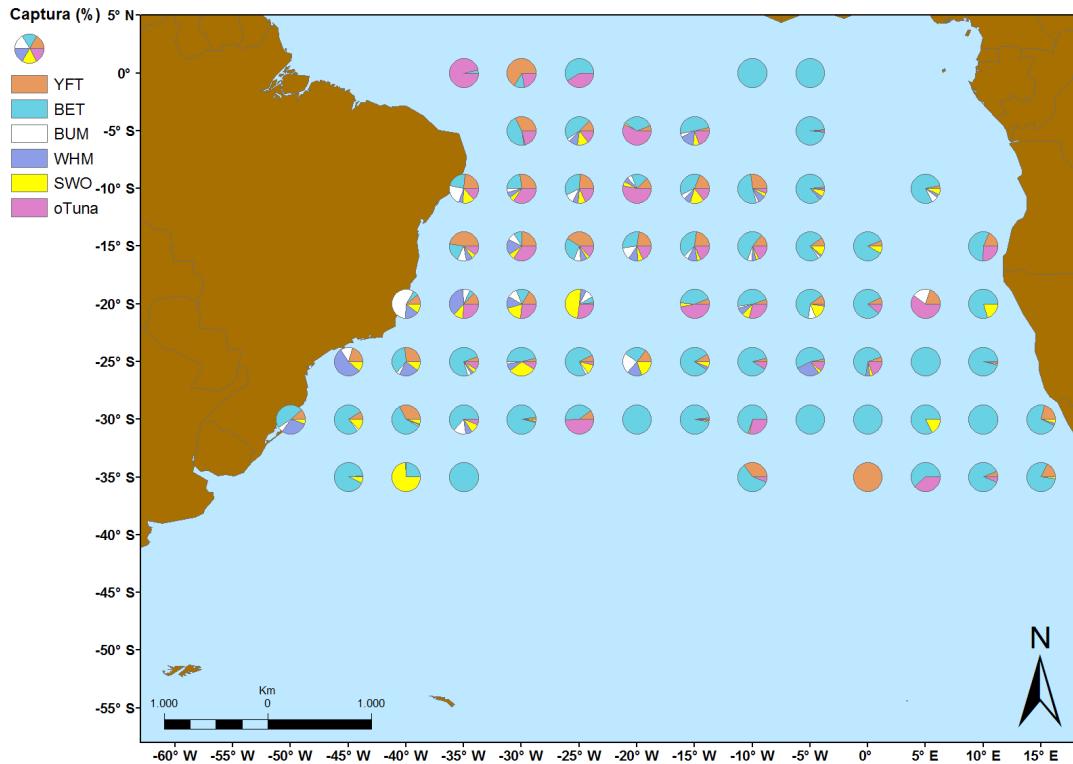 Captura (%)
YFT
BET
BUM
WHM
SWO
oTuna
5° N
0°
-5° S
-10° S
-15° S
-20° S
-25° S
-30° S
-35° S
-40° S
-45° S
-50° S
-55° S
Km
1.000 0 1.000
N
-60° W -55° W -50° W -45° W -40° W -35° W -30° W -25° W -20° W -15° W -10° W -5° W 0° 5° E 10° E 15° E